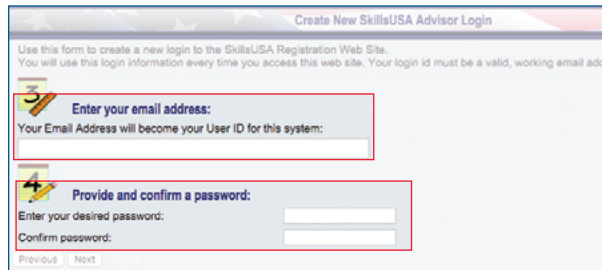 Create New SkillsUSA Advisor Login
Use this form to create a new login to the SkillsUSA Registration Web Site.
You will use this login information every time you access this web site. Your login id must be a valid, working email
3
Enter your email address:
Your Email Address will become your User ID for this system:
4
Provide and confirm a password:
Enter your desired password:
Confirm password:
Previous Next